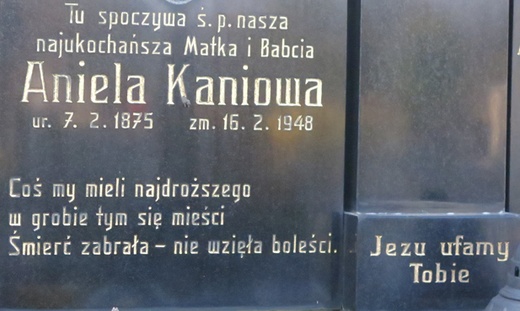 Tu spoczywa ś.p. nasza
najukochańsza Matka i Babcia
Aniela Kaniowa
ur. 7. 2. 1875 zm. 16. 2. 1948
Coś my mieli najdroższego
w grobie tym się mieści
Śmierć zabrała – nie wzięła boleści.
Jezu ufamy
Tobie